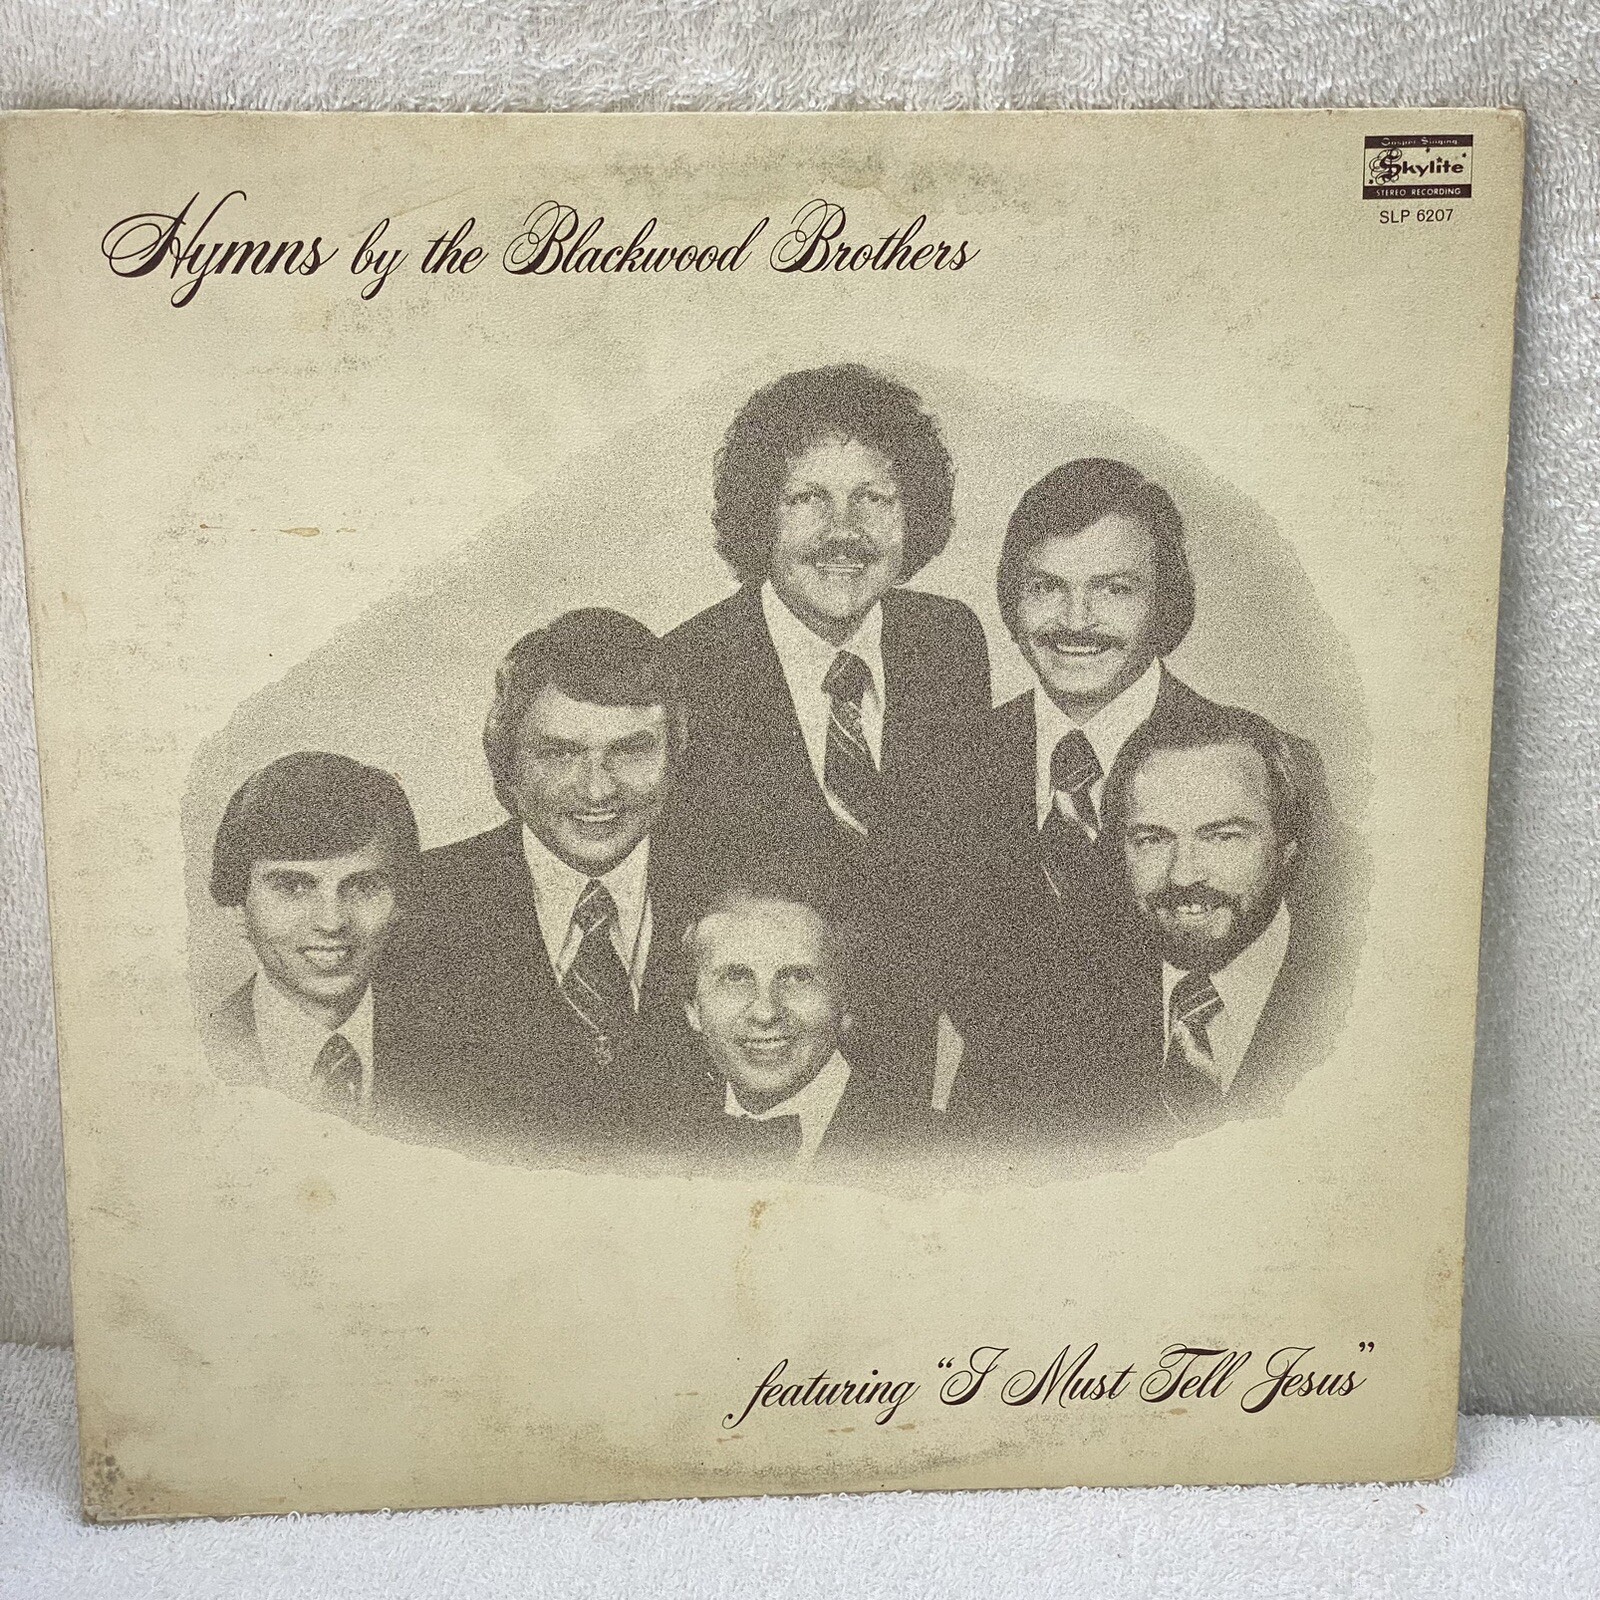 Gospel Singing
Skylite
STEREO RECORDING
SLP 6207
Hymns by the Blackwood Brothers
featuring “I Must Tell Jesus”